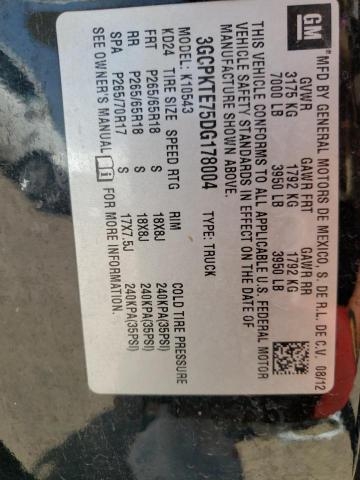 GM
MFD BY GENERAL MOTORS DE MEXICO, S. DE R.L. DE C.V. 08/12
GVWR GAWR FRT GAWR RR
3175 KG 1792 KG 1792 KG
7000 LB 3950 LB 3950 LB
THIS VEHICLE CONFORMS TO ALL APPLICABLE U.S. FEDERAL MOTOR
VEHICLE SAFETY STANDARDS IN EFFECT ON THE DATE OF
MANUFACTURE SHOWN ABOVE.
3GCPKTE75DG178004 TYPE: TRUCK
MODEL: K10543
KD24 TIRE SIZE SPEED RTG RIM COLD TIRE PRESSURE
FRT P265/65R18 S 18X8J 240KPA(35PSI)
RR P265/65R18 S 18X8J 240KPA(35PSI)
SPA P265/70R17 S 17X7.5J 240KPA(35PSI)
SEE OWNER'S MANUAL FOR MORE INFORMATION.